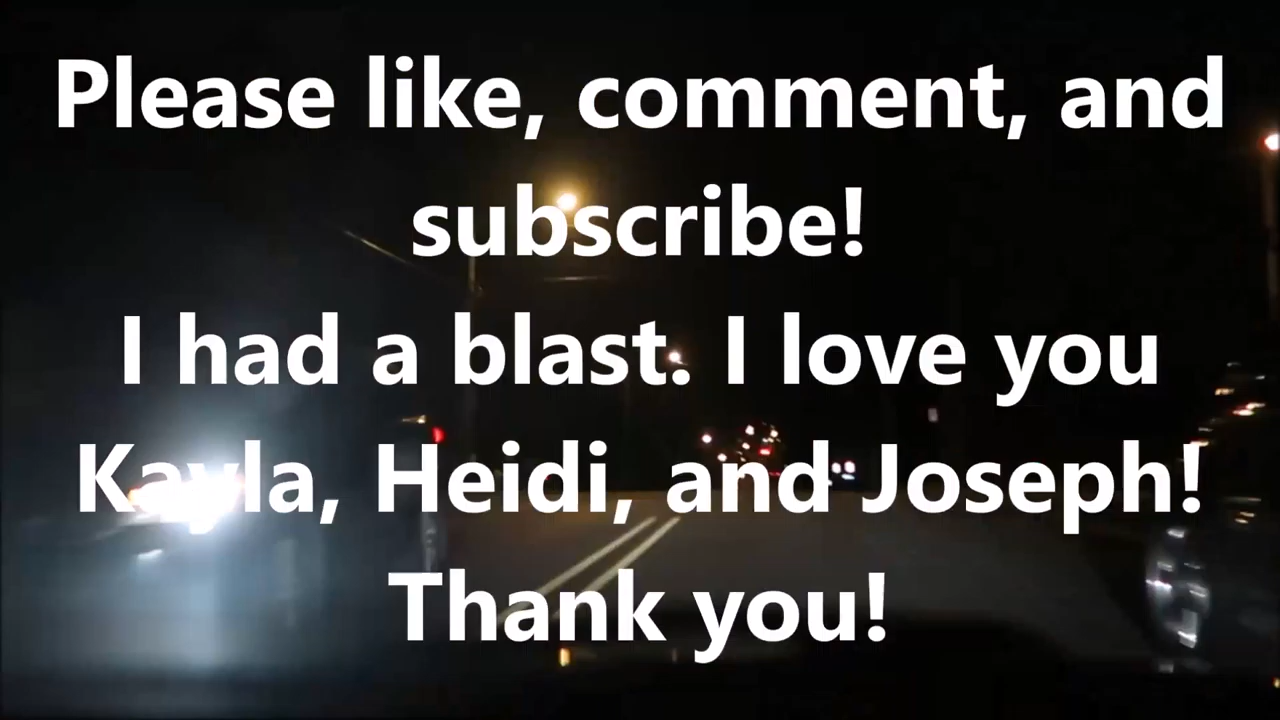 Please like, comment, and
subscribe!
I had a blast. I love you
Kayla, Heidi, and Joseph!
Thank you!